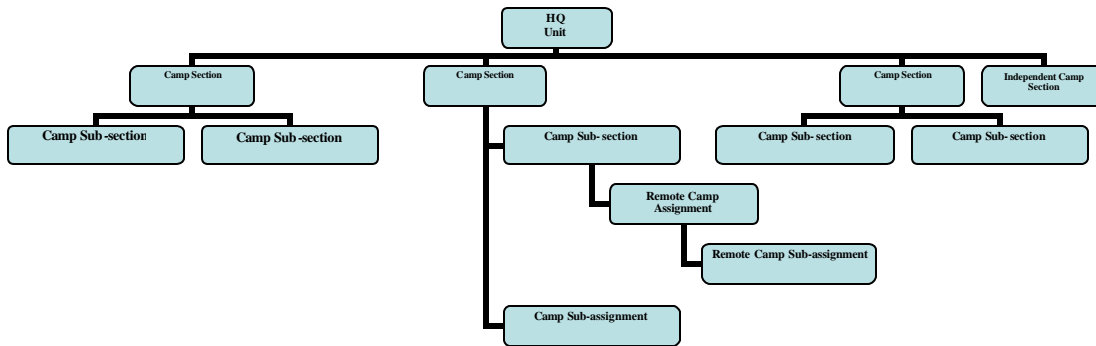 HQ
Unit
Camp Section
Camp Section
Camp Section
Independent Camp
Section
Camp Sub-section
Camp Sub-section
Camp Sub- section
Camp Sub- section
Camp Sub- section
Remote Camp
Assignment
Remote Camp Sub-assignment
Camp Sub-assignment